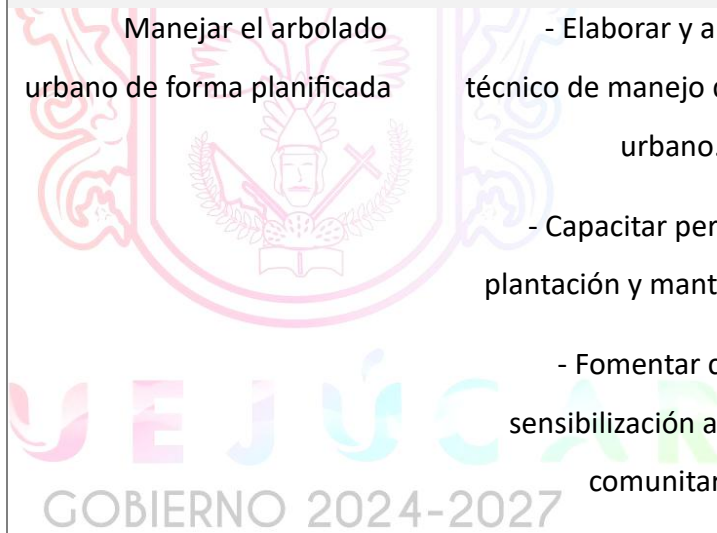 Manejar el arbolado
urbano de forma planificada
- Elaborar y a
técnico de manejo
urbano.
- Capacitar per
plantación y mant
- Fomentar
sensibilización a
comunitar
UEJÚCAR
GOBIERNO 2024-2027